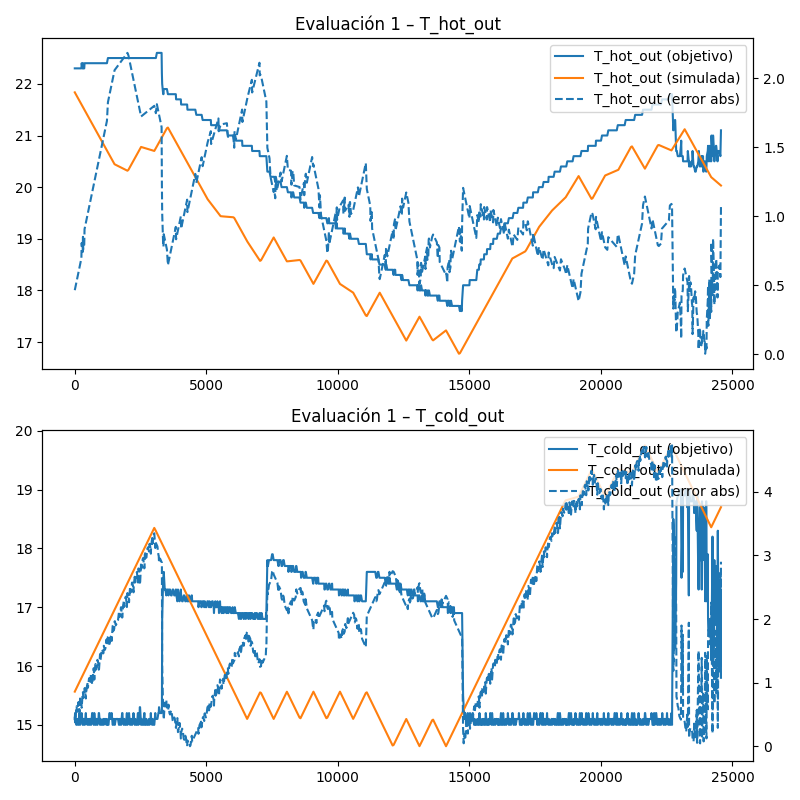 Evaluación 1 – T_hot_out
T_hot_out (objetivo)
T_hot_out (simulada)
T_hot_out (error abs)
22
21
20
19
18
17
2.0
1.5
1.0
0.5
0.0
0 5000 10000 15000 20000 25000
Evaluación 1 – T_cold_out
T_cold_out (objetivo)
T_cold_out (simulada)
T_cold_out (error abs)
20
19
18
17
16
15
4
3
2
1
0
0 5000 10000 15000 20000 25000